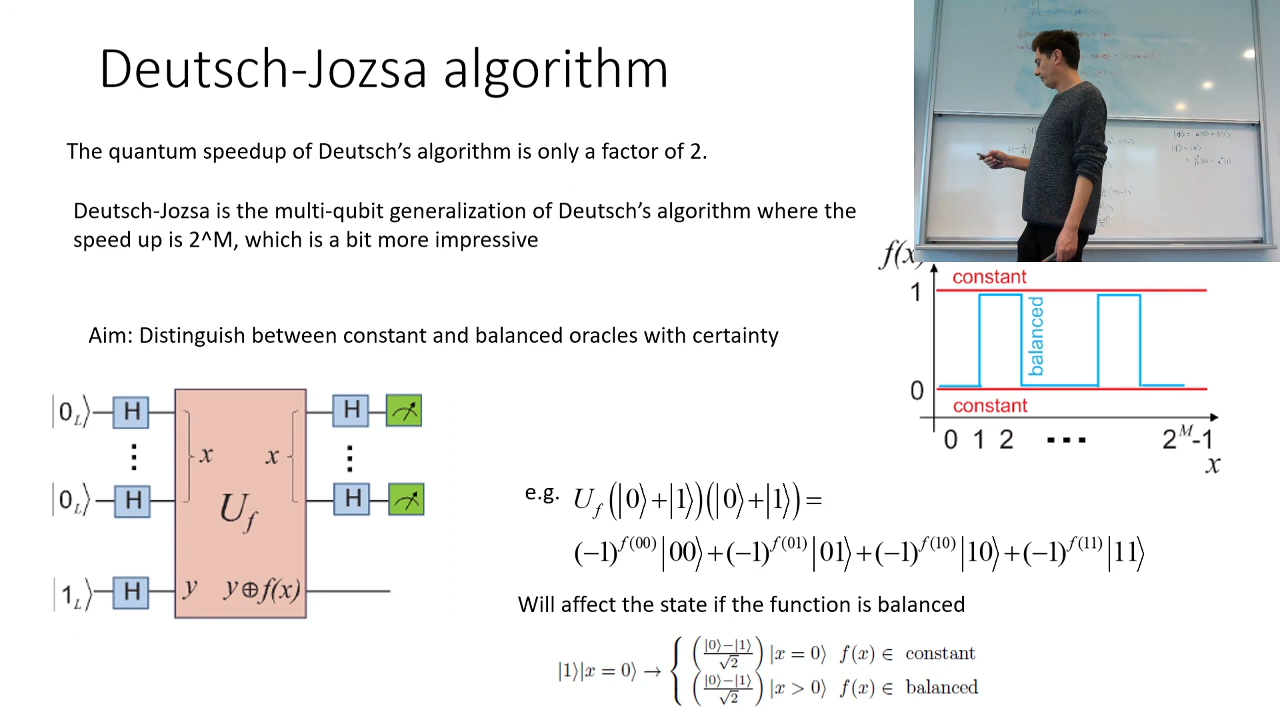 Deutsch-Jozsa algorithm
The quantum speedup of Deutsch's algorithm is only a factor of 2.
Deutsch-Jozsa is the multi-qubit generalization of Deutsch's algorithm where the
speed up is 2^M, which is a bit more impressive
Aim: Distinguish between constant and balanced oracles with certainty
f(x)
1
constant
balanced
0
constant
0 1 2 ⋯ 2^M-1
x
|0_L⟩ H H
⋮ x x ⋮
|0_L⟩ H H
U_f
|1_L⟩ H y y⊕f(x)
e.g. U_f(|0⟩+|1⟩)(|0⟩+|1⟩)=
(−1)^{f(00)}|00⟩+(−1)^{f(01)}|01⟩+(−1)^{f(10)}|10⟩+(−1)^{f(11)}|11⟩
Will affect the state if the function is balanced
|1⟩|x = 0⟩ → { ((|0⟩−|1⟩)/√2) |x = 0⟩ f(x) ∈ constant
((|0⟩−|1⟩)/√2) |x > 0⟩ f(x) ∈ balanced